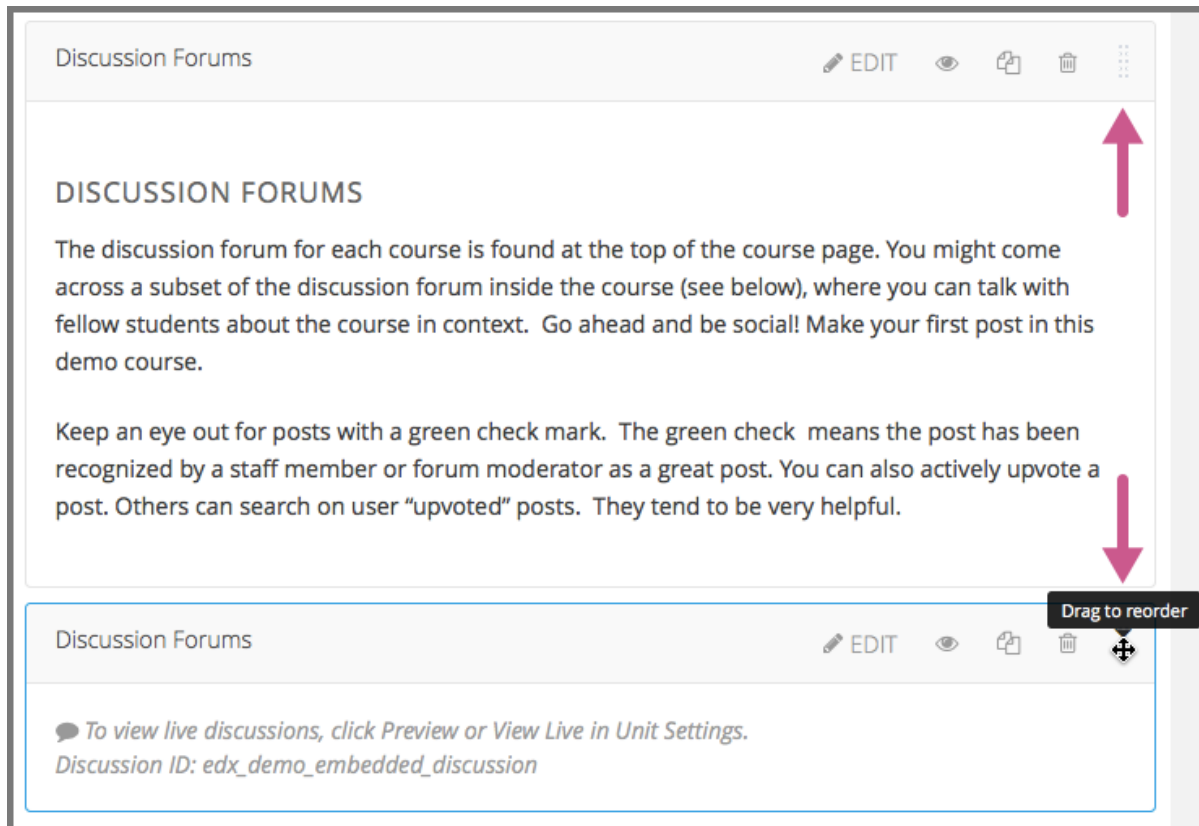 Discussion Forums
EDIT
DISCUSSION FORUMS
The discussion forum for each course is found at the top of the course page. You might come
across a subset of the discussion forum inside the course (see below), where you can talk with
fellow students about the course in context.  Go ahead and be social! Make your first post in this
demo course.
Keep an eye out for posts with a green check mark.  The green check  means the post has been
recognized by a staff member or forum moderator as a great post. You can also actively upvote a
post. Others can search on user “upvoted” posts.  They tend to be very helpful.
Drag to reorder
Discussion Forums
EDIT
To view live discussions, click Preview or View Live in Unit Settings.
Discussion ID: edx_demo_embedded_discussion